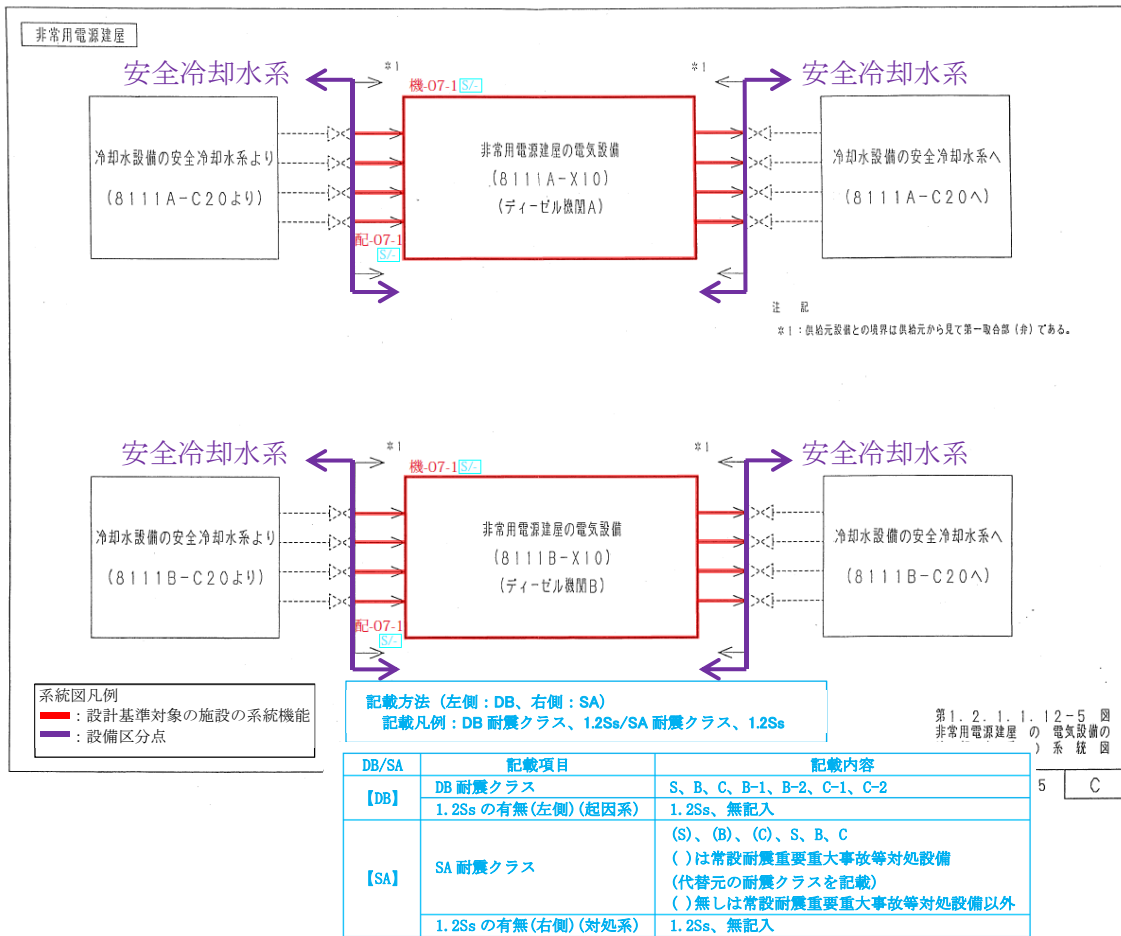 非常用電源建屋
安全冷却水系
*1
*1
安全冷却水系
機-07-1 S/-
冷却水設備の安全冷却水系より
(8111A-C20より)
非常用電源建屋の電気設備
(8111A-X10)
(ディーゼル機関A)
冷却水設備の安全冷却水系へ
(8111A-C20へ)
配-07-1
S/-
注 記
*1:供給元設備との境界は供給元から見て第一取合部(弁)である。
安全冷却水系
*1
*1
安全冷却水系
機-07-1 S/-
冷却水設備の安全冷却水系より
(8111B-C20より)
非常用電源建屋の電気設備
(8111B-X10)
(ディーゼル機関B)
冷却水設備の安全冷却水系へ
(8111B-C20へ)
配-07-1
S/-
系統図凡例
:設計基準対象の施設の系統機能
:設備区分点
記載方法(左側:DB、右側:SA)
記載凡例:DB 耐震クラス、1.2Ss/SA 耐震クラス、1.2Ss
第1.2.1.1.12-5 図
非常用電源建屋 の 電気設備の
系 統 図
5 C
DB/SA 記載項目 記載内容
【DB】 DB 耐震クラス S、B、C、B-1、B-2、C-1、C-2
1.2Ss の有無(左側)(起因系) 1.2Ss、無記入
【SA】 SA 耐震クラス (S)、(B)、(C)、S、B、C
( )は常設耐震重要重大事故等対処設備
(代替元の耐震クラスを記載)
( )無しは常設耐震重要重大事故等対処設備以外
1.2Ss の有無(右側)(対処系) 1.2Ss、無記入